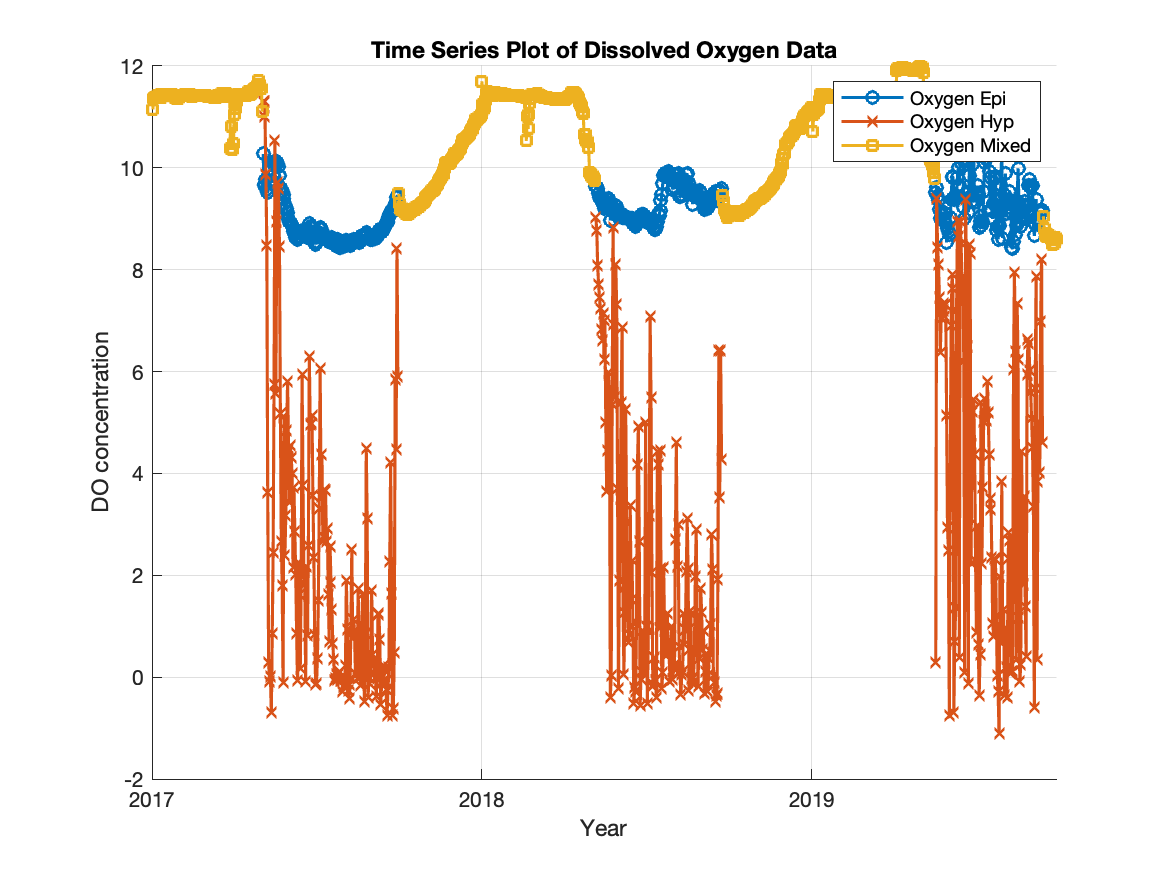 Time Series Plot of Dissolved Oxygen Data
12
10
8
6
4
2
0
-2
DO concentration
Oxygen Epi
Oxygen Hyp
Oxygen Mixed
2017
2018
2019
Year